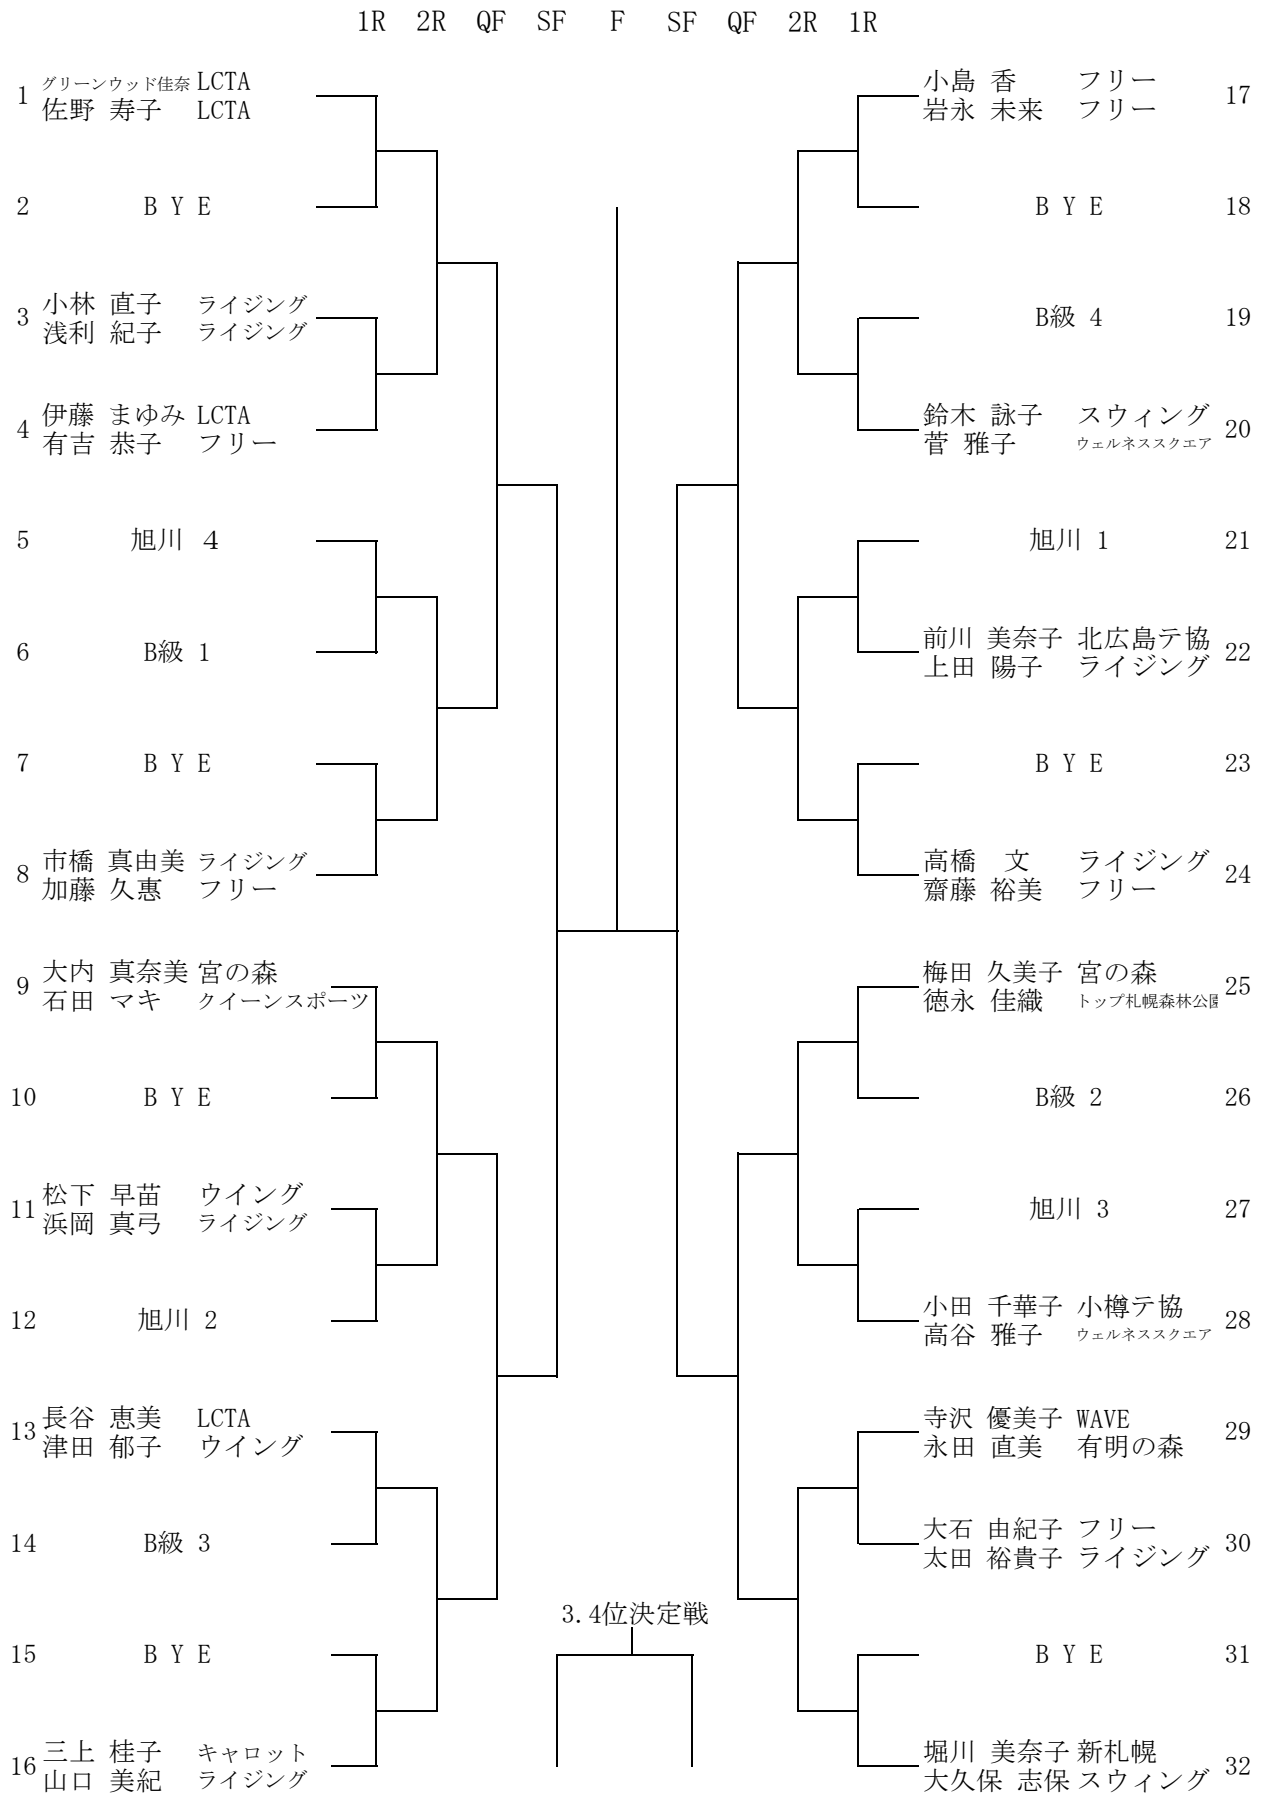 1R 2R QF SF F SF QF 2R 1R
1 グリーンウッド佳奈 LCTA
佐野 寿子 LCTA
2 B Y E
3 小林 直子 ライジング
浅利 紀子 ライジング
4 伊藤 まゆみ LCTA
有吉 恭子 フリー
5 旭川 4
6 B級 1
7 B Y E
8 市橋 真由美 ライジング
加藤 久惠 フリー
9 大内 真奈美 宮の森
石田 マキ クイーンスポーツ
10 B Y E
11 松下 早苗 ウイング
浜岡 真弓 ライジング
12 旭川 2
13 長谷 恵美 LCTA
津田 郁子 ウイング
14 B級 3
15 B Y E
16 三上 桂子 キャロット
山口 美紀 ライジング
小島 香 フリー 17
岩永 未来 フリー
B Y E 18
B級 4 19
鈴木 詠子 スウィング 20
菅 雅子 ウェルネススクエア
旭川 1 21
前川 美奈子 北広島テ協 22
上田 陽子 ライジング
B Y E 23
高橋 文 ライジング 24
齋藤 裕美 フリー
梅田 久美子 宮の森 25
徳永 佳織 トップ札幌森林公園
B級 2 26
旭川 3 27
小田 千華子 小樽テ協 28
高谷 雅子 ウェルネススクエア
寺沢 優美子 WAVE 29
永田 直美 有明の森
大石 由紀子 フリー 30
太田 裕貴子 ライジング
B Y E 31
堀川 美奈子 新札幌 32
大久保 志保 スウィング
3.4位決定戦